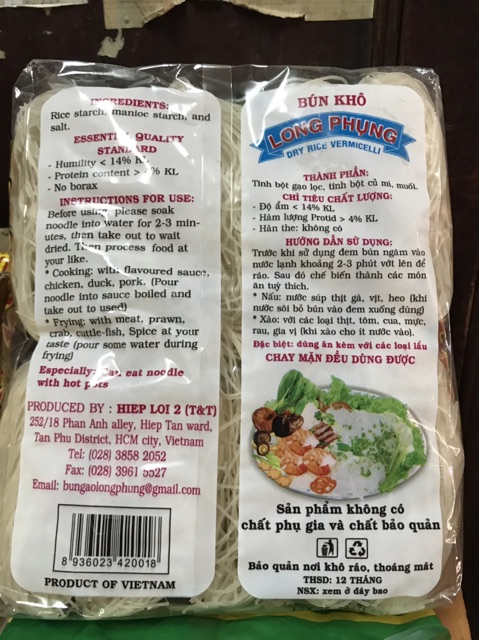 INGREDIENTS:
Rice starch, manioc starch, and
salt.
ESSENTIAL QUALITY
STANDARD
- Humility < 14% KL
- Protein content > 4% KL
- No borax
INSTRUCTIONS FOR USE:
Before using please soak
noodle into water for 2-3 min-
utes, then take out to wait
dried. Then process food at
your like.
* Cooking: with flavoured sauce,
chicken, duck, pork. (Pour
noodle into sauce boiled and
take out to used)
* Frying: with meat, prawn,
crab, cuttle-fish, Spice at your
taste (pour some water during
frying)
Especially: Can eat noodle
with hot pots
PRODUCED BY : HIEP LOI 2 (T&T)
252/18 Phan Anh alley, Hiep Tan ward,
Tan Phu District, HCM city, Vietnam
Tel: (028) 3858 2052
Fax: (028) 3961 5527
Email: bungaolongphung@gmail.com
8 936023 420018
PRODUCT OF VIETNAM
BÚN KHÔ
LONG PHỤNG
DRY RICE VERMICELLI
THÀNH PHẦN:
Tinh bột gạo lọc, tinh bột củ mì, muối.
CHỈ TIÊU CHẤT LƯỢNG:
- Độ ẩm < 14% KL
- Hàm lượng Protid > 4% KL
- Hàn the: không có
HƯỚNG DẪN SỬ DỤNG:
Trước khi sử dụng đem bún ngâm vào
nước lạnh khoảng 2-3 phút vớt lên để
ráo. Sau đó chế biến thành các món
ăn tuỳ thích.
* Nấu: nước súp thịt gà, vịt, heo (khi
nước sôi bỏ bún vào đem xuống dùng)
* Xào: với các loại thịt, tôm, cua, mực,
rau, gia vị (khi xào cho ít nước vào).
Đặc biệt: dùng ăn kèm với các loại lẩu
CHAY MẶN ĐỀU DÙNG ĐƯỢC
Sản phẩm không có
chất phụ gia và chất bảo quản
Bảo quản nơi khô ráo, thoáng mát
THSD: 12 THÁNG
NSX: xem ở đáy bao